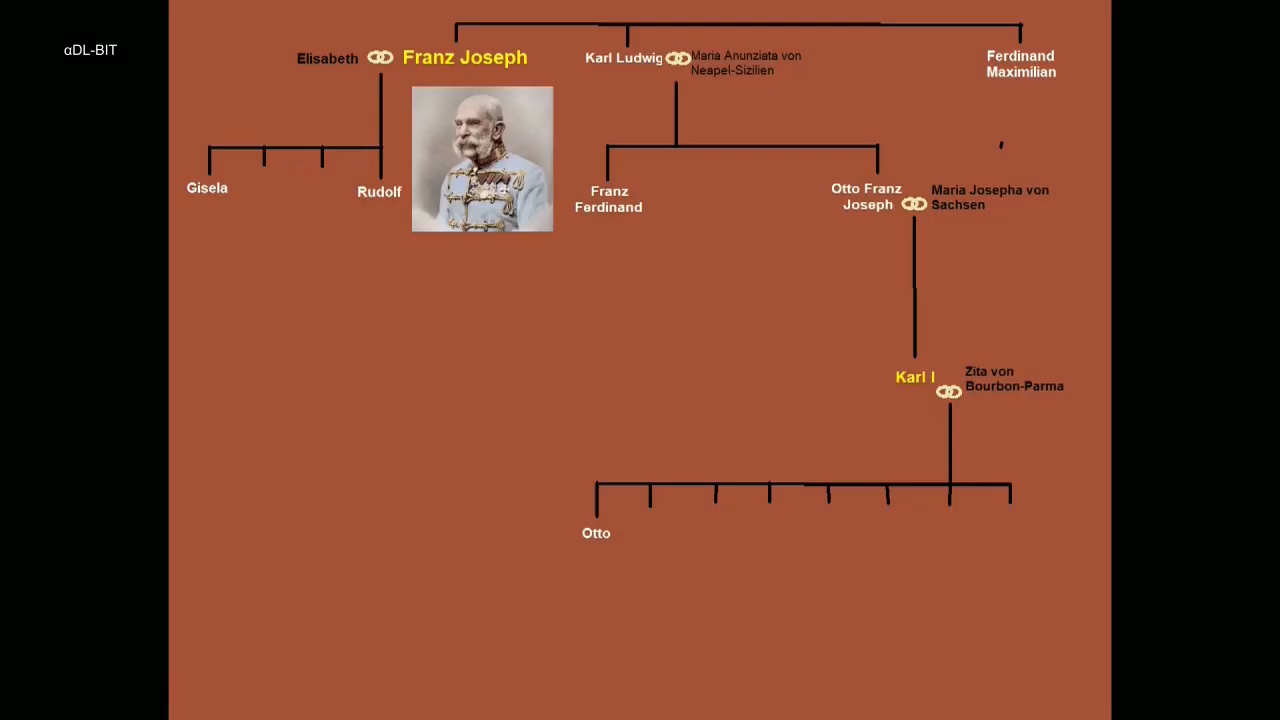 αDL-BIT
Elisabeth
Franz Joseph
Karl Ludwig
Maria Anunziata von
Neapel-Sizilien
Ferdinand
Maximilian
Gisela
Rudolf
Franz
Ferdinand
Otto Franz
Joseph
Maria Josepha von
Sachsen
Karl I
Zita von
Bourbon-Parma
Otto